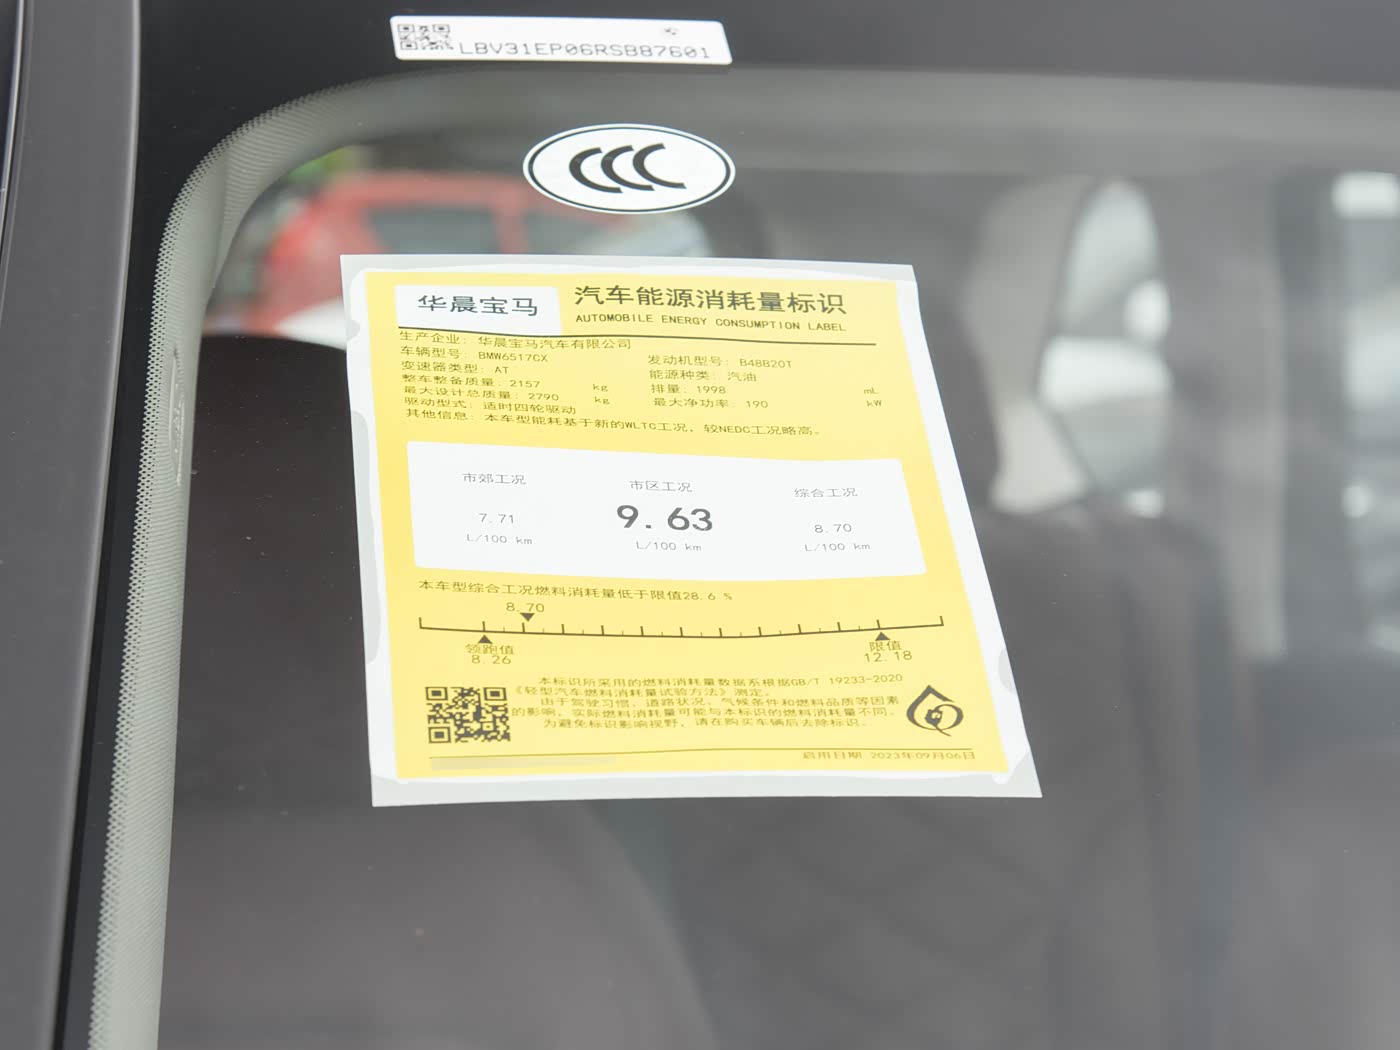 LBV31EP06RSB87601
CCC
华晨宝马
汽车能源消耗量标识
AUTOMOBILE ENERGY CONSUMPTION LABEL
生产企业: 华晨宝马汽车有限公司
车辆型号: BMW6517CX 发动机型号: B48B20T
变速器类型: AT 能源种类: 汽油
整车整备质量: 2157 kg 排量: 1998 mL
最大设计总质量: 2790 kg 最大净功率: 190 kW
驱动型式: 适时四轮驱动
其他信息: 本车型能耗基于新的WLTC工况，较NEDC工况略高。
市郊工况 市区工况 综合工况
7.71 9.63 8.70
L/100 km L/100 km L/100 km
本车型综合工况燃料消耗量低于限值28.6 %
8.70
领跑值 限值
8.26 12.18
本标识所采用的燃料消耗量数据系根据GB/T 19233-2020
《轻型汽车燃料消耗量试验方法》测定。
由于驾驶习惯、道路状况、气候条件和燃料品质等因素
的影响，实际燃料消耗量可能与本标识的燃料消耗量不同。
为避免标识影响视野，请在购买车辆后去除标识。
启用日期 2023年09月06日